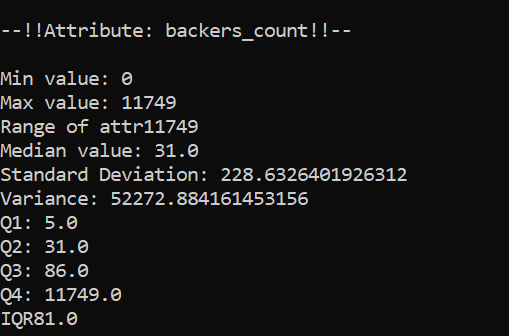 --!!Attribute: backers_count!!--
Min value: 0
Max value: 11749
Range of attr11749
Median value: 31.0
Standard Deviation: 228.6326401926312
Variance: 52272.884161453156
Q1: 5.0
Q2: 31.0
Q3: 86.0
Q4: 11749.0
IQR81.0